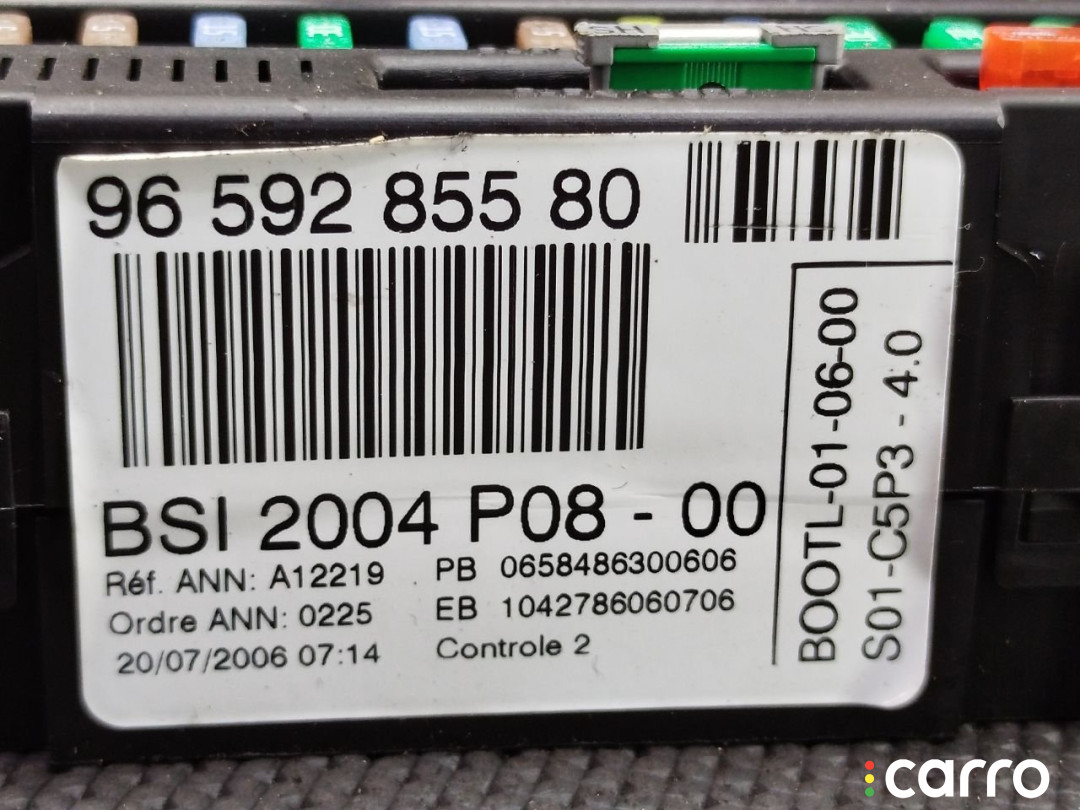 96 592 855 80
BSI 2004 P08 - 00
Réf. ANN: A12219
PB 0658486300606
Ordre ANN: 0225
EB 1042786060706
20/07/2006 07:14
Controle 2
BOOTL-01-06-00
S01-C5P3 - 4.0
carro